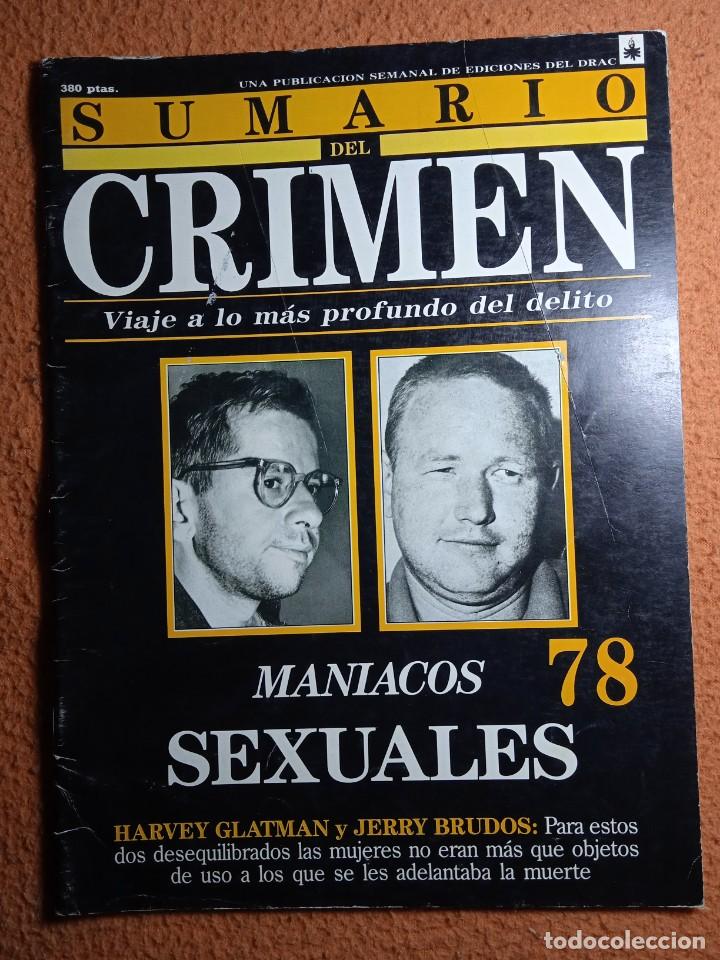 380 ptas.
UNA PUBLICACION SEMANAL DE EDICIONES DEL DRAC
SUMARIO
DEL
CRIMEN
Viaje a lo más profundo del delito
MANIACOS
78
SEXUALES
HARVEY GLATMAN y JERRY BRUDOS: Para estos
dos desequilibrados las mujeres no eran más que objetos
de uso a los que se les adelantaba la muerte
todocoleccion